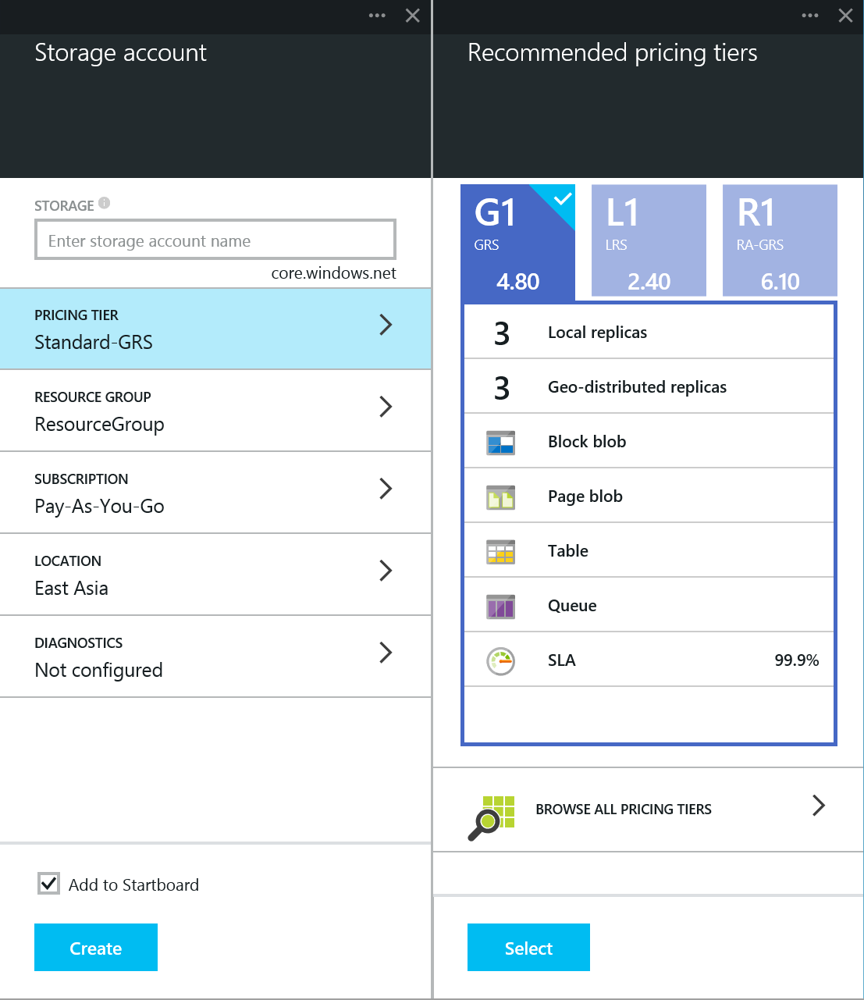 Storage account
STORAGE
Enter storage account name
core.windows.net
PRICING TIER
Standard-GRS
RESOURCE GROUP
ResourceGroup
SUBSCRIPTION
Pay-As-You-Go
LOCATION
East Asia
DIAGNOSTICS
Not configured
Add to Startboard
Create
Recommended pricing tiers
G1
GRS
4.80
L1
LRS
2.40
R1
RA-GRS
6.10
3 Local replicas
3 Geo-distributed replicas
Block blob
Page blob
Table
Queue
SLA 99.9%
BROWSE ALL PRICING TIERS
Select